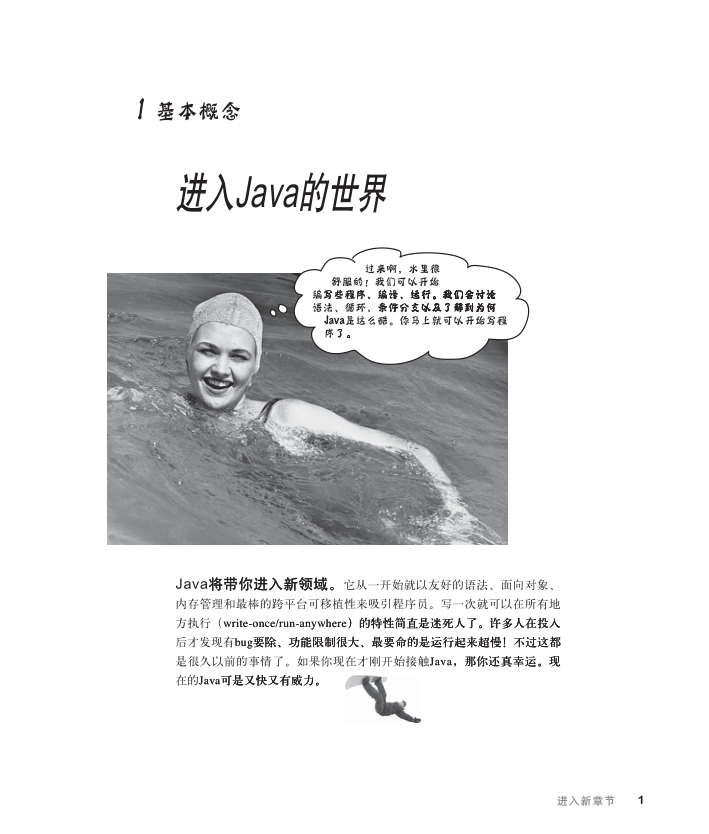 1 基本概念
进入Java的世界
过来啊，水里很
舒服的！我们可以开始
编写些程序、编译、运行。我们会讨论
语法、循环、条件分支以及了解到为何
Java是这么酷。你马上就可以开始写程
序了。
Java将带你进入新领域。它从一开始就以友好的语法、面向对象、
内存管理和最棒的跨平台可移植性来吸引程序员。写一次就可以在所有地
方执行（write-once/run-anywhere）的特性简直是迷死人了。许多人在投入
后才发现有bug要除、功能限制很大、最要命的是运行起来超慢！不过这都
是很久以前的事情了。如果你现在才刚开始接触Java，那你还真幸运。现
在的Java可是又快又有威力。
进入新章节 1